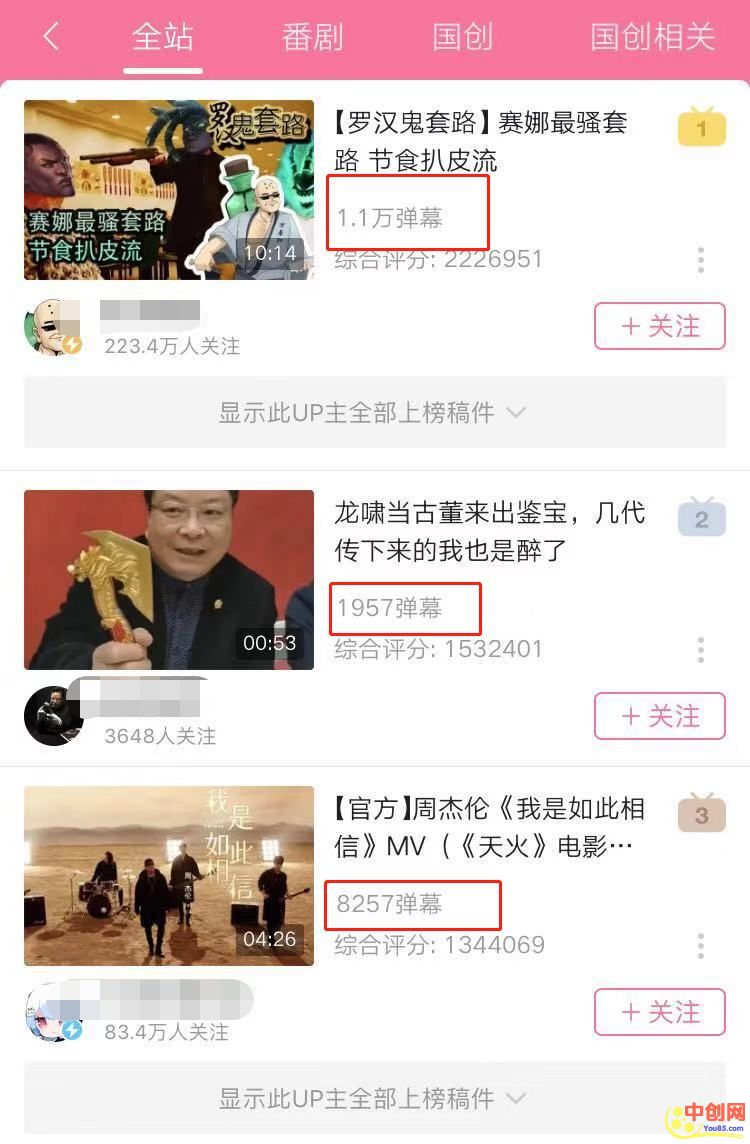 全站 番剧 国创 国创相关
罗汉鬼套路
赛娜最骚套路
节食扒皮流
10:14
【罗汉鬼套路】赛娜最骚套
路 节食扒皮流
1
1.1万弹幕
综合评分: 2226951
223.4万人关注
+ 关注
显示此UP主全部上榜稿件
00:53
龙啸当古董来出鉴宝，几代
传下来的我也是醉了
2
1957弹幕
综合评分: 1532401
3648人关注
+ 关注
我是如此相信
周杰伦
04:26
【官方】周杰伦《我是如此相
信》MV（《天火》电影…
3
8257弹幕
综合评分: 1344069
83.4万人关注
+ 关注
显示此UP主全部上榜稿件
中创网
You85.com